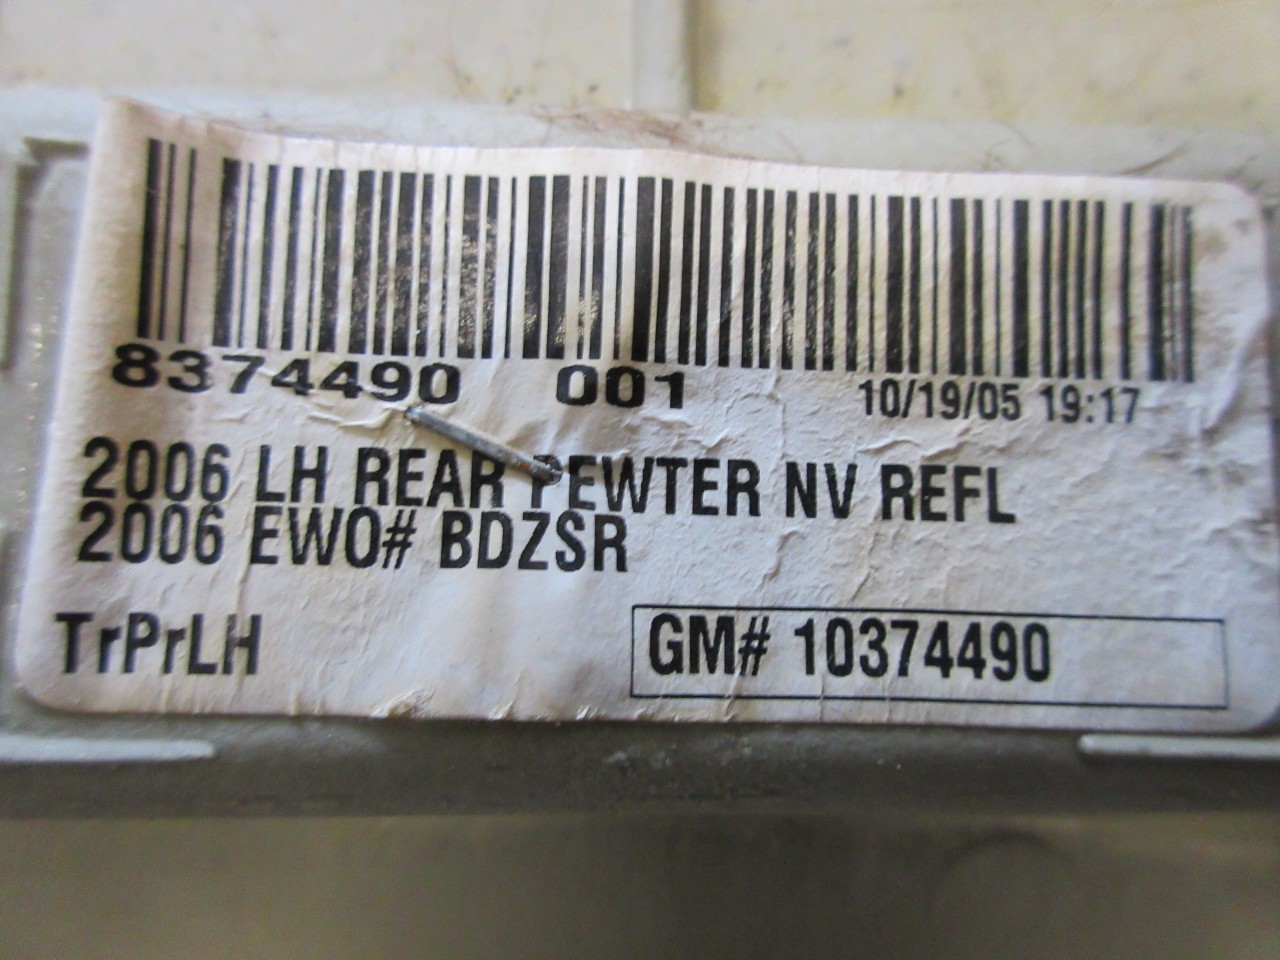 8374490 001 10/19/05 19:17
2006 LH REAR PEWTER NV REFL
2006 EWO# BDZSR
TrPrLH GM# 10374490